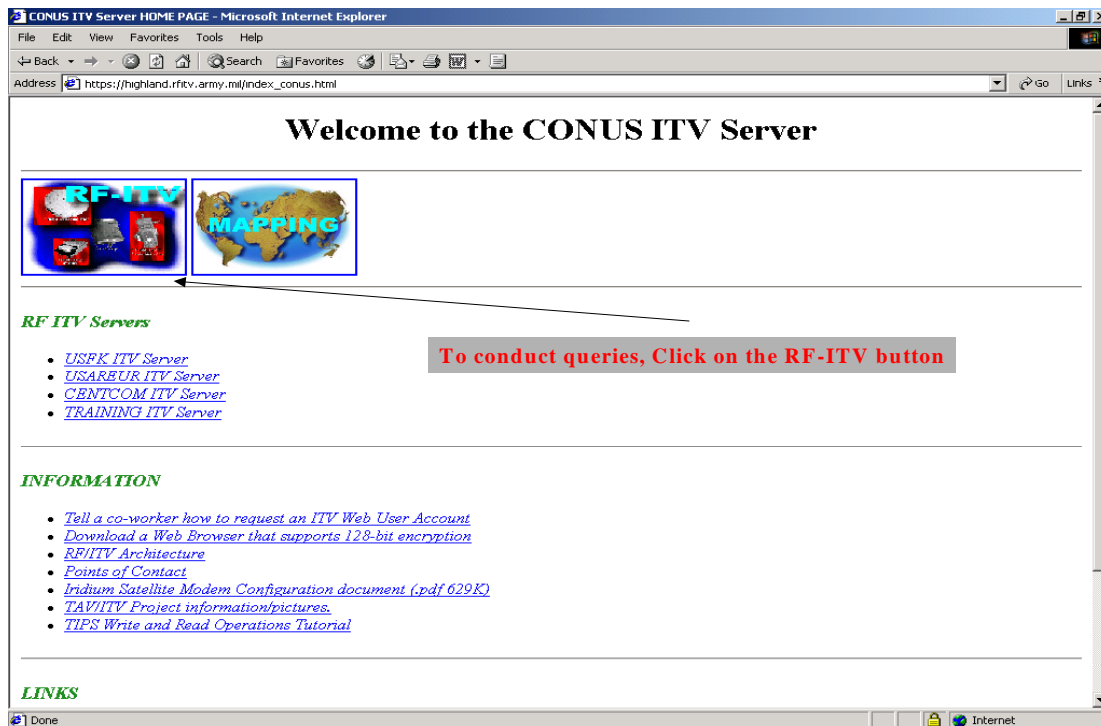 CONUS ITV Server HOME PAGE - Microsoft Internet Explorer
File Edit View Favorites Tools Help
Back Search Favorites
Address https://highland.rfitv.army.mil/index_conus.html Go Links
Welcome to the CONUS ITV Server
RF-ITV
MAPPING
RF ITV Servers
To conduct queries, Click on the RF-ITV button
USFK ITV Server
USAREUR ITV Server
CENTCOM ITV Server
TRAINING ITV Server
INFORMATION
Tell a co-worker how to request an ITV Web User Account
Download a Web Browser that supports 128-bit encryption
RF/ITV Architecture
Points of Contact
Iridium Satellite Modem Configuration document (.pdf 629K)
TAV/ITV Project information/pictures.
TIPS Write and Read Operations Tutorial
LINKS
Done Internet